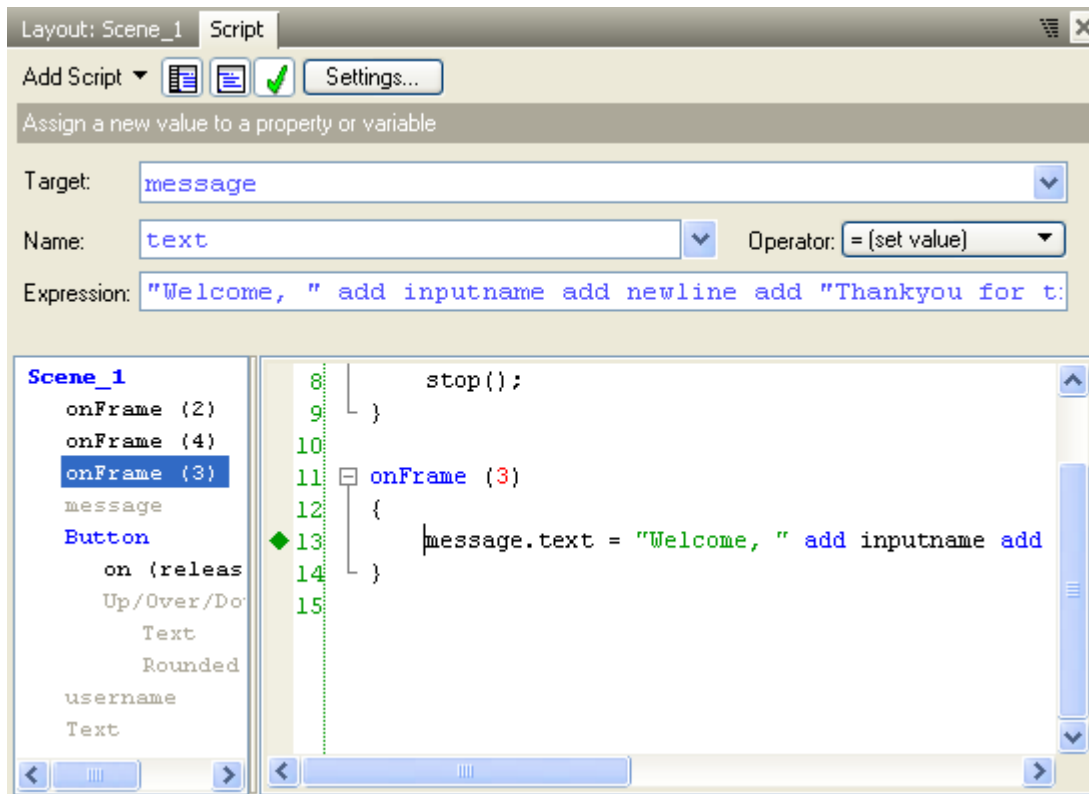 Layout: Scene_1 Script
Add Script Settings...
Assign a new value to a property or variable
Target: message
Name: text Operator: = (set value)
Expression: "Welcome, " add inputname add newline add "Thankyou for
Scene_1
onFrame (2)
onFrame (4)
onFrame (3)
message
Button
on (releas
Up/Over/Do
Text
Rounded
username
Text
8 stop();
9 }
10
11 onFrame (3)
12 {
13 message.text = "Welcome, " add inputname add
14 }
15